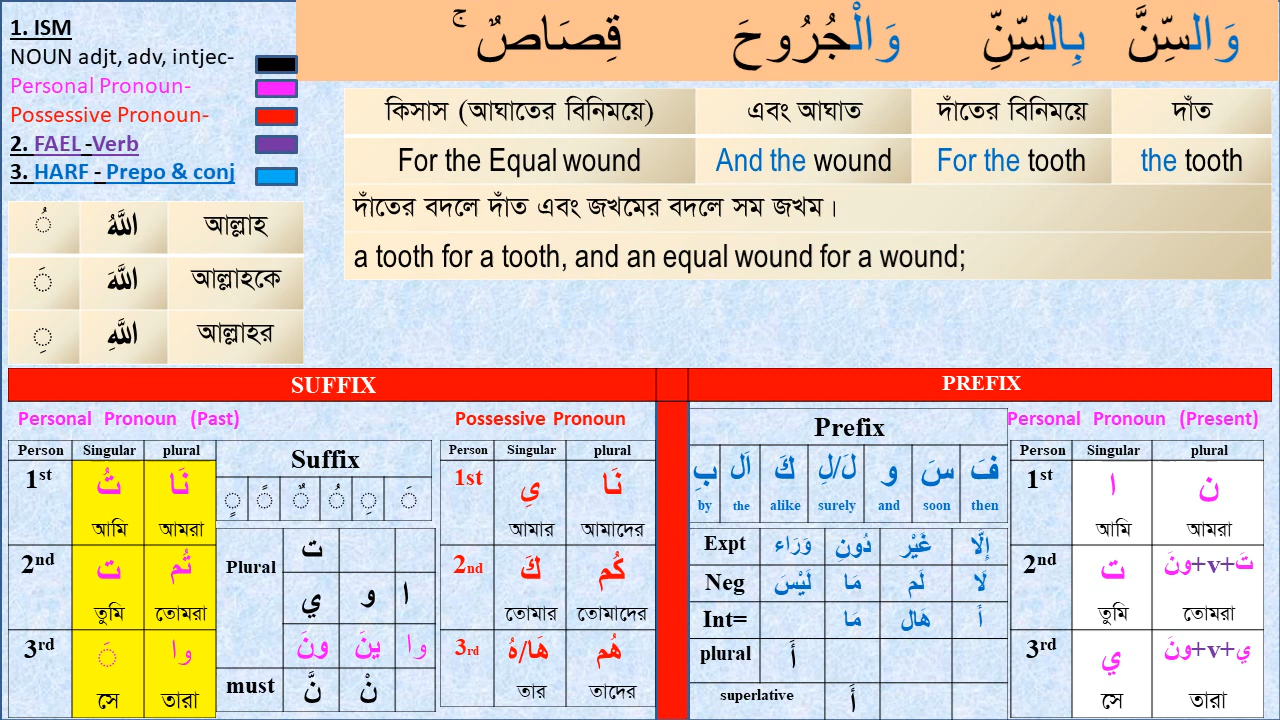 1. ISM
NOUN adjt, adv, intjec-
Personal Pronoun-
Possessive Pronoun-
2. FAEL -Verb
3. HARF - Prepo & conj
وَالسِّنَّ بِالسِّنِّ وَالْجُرُوحَ قِصَاصٌ ۚ
কিসাস (আঘাতের বিনিময়ে) এবং আঘাত দাঁতের বিনিময়ে দাঁত
For the Equal wound And the wound For the tooth the tooth
দাঁতের বদলে দাঁত এবং জখমের বদলে সম জখম।
a tooth for a tooth, and an equal wound for a wound;
ُ اللَّهُ আল্লাহ
َ اللَّهَ আল্লাহকে
ِ اللَّهِ আল্লাহর
SUFFIX
Personal Pronoun (Past)
Person Singular plural
1st تُ نَا
আমি আমরা
2nd ت تُم
তুমি তোমরা
3rd َ وا
সে তারা
Suffix
ٍ ً ٌ ُ ِ َ
Plural ت
ي و ا
ونَ ينَ وا
must نَّ نْ
Possessive Pronoun
Person Singular plural
1st ي نَا
আমার আমাদের
2nd كَ كُم
তোমার তোমাদের
3rd هَا/هُ هُم
তার তাদের
PREFIX
Prefix
بِ اَل كَ لَ/لِ و سَ فَ
by the alike surely and soon then
Expt وَرَاء دُونِ غَيْر إِلَّا
Neg لَيْسَ مَا لَم لَا
Int= مَا هَال أَ
plural أَ
superlative أَ
Personal Pronoun (Present)
Person Singular plural
1st ا ن
আমি আমরা
2nd ت تَ+v+ونَ
তুমি তোমরা
3rd ي ي+v+ونَ
সে তারা